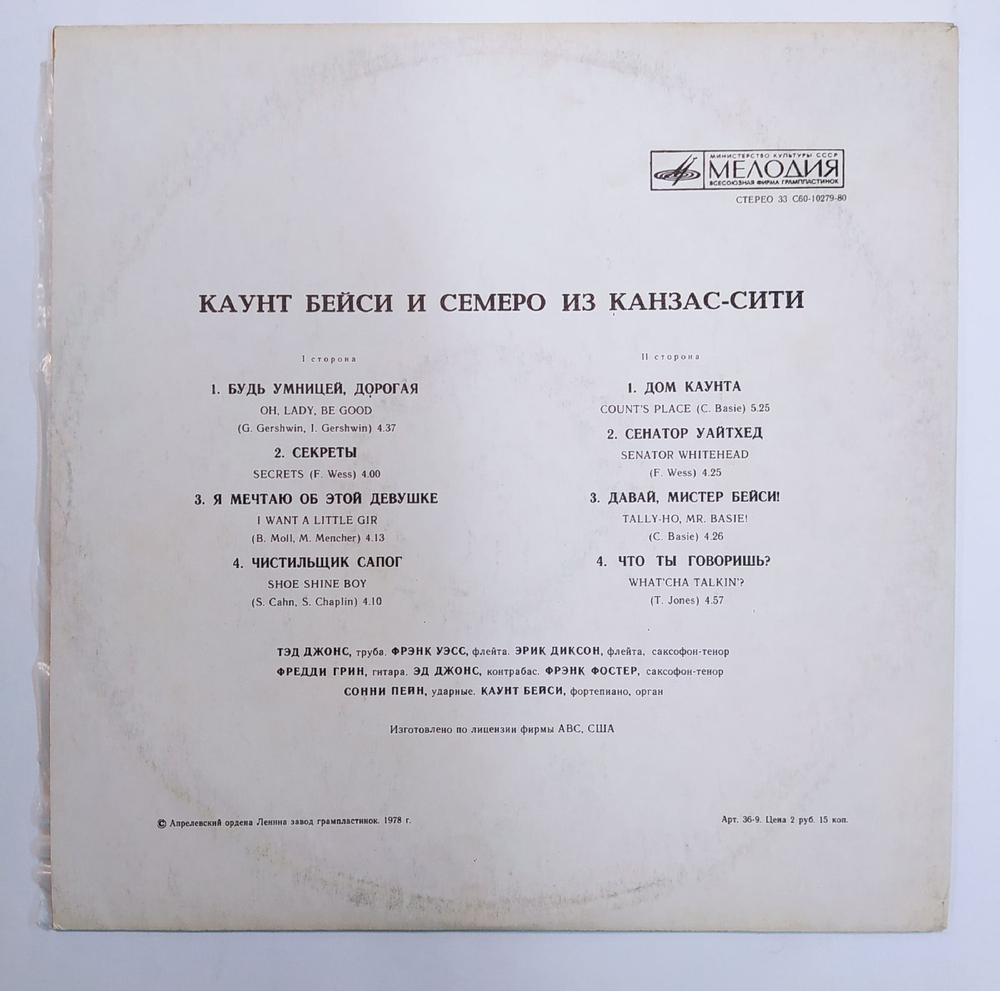 МИНИСТЕРСТВО КУЛЬТУРЫ СССР
МЕЛОДИЯ
ВСЕСОЮЗНАЯ ФИРМА ГРАМПЛАСТИНОК
СТЕРЕО 33 С60-10279-80
КАУНТ БЕЙСИ И СЕМЕРО ИЗ КАНЗАС-СИТИ
I сторона
1. БУДЬ УМНИЦЕЙ, ДОРОГАЯ
OH, LADY, BE GOOD
(G. Gershwin, I. Gershwin) 4.37
2. СЕКРЕТЫ
SECRETS (F. Wess) 4.00
3. Я МЕЧТАЮ ОБ ЭТОЙ ДЕВУШКЕ
I WANT A LITTLE GIR
(B. Moll, M. Mencher) 4.13
4. ЧИСТИЛЬЩИК САПОГ
SHOE SHINE BOY
(S. Cahn, S. Chaplin) 4.10
II сторона
1. ДОМ КАУНТА
COUNT'S PLACE (C. Basie) 5.25
2. СЕНАТОР УАЙТХЕД
SENATOR WHITEHEAD
(F. Wess) 4.25
3. ДАВАЙ, МИСТЕР БЕЙСИ!
TALLY-HO, MR. BASIE!
(C. Basie) 4.26
4. ЧТО ТЫ ГОВОРИШЬ?
WHAT'CHA TALKIN'?
(T. Jones) 4.57
ТЭД ДЖОНС, труба. ФРЭНК УЭСС, флейта. ЭРИК ДИКСОН, флейта, саксофон-тенор
ФРЕДДИ ГРИН, гитара. ЭД ДЖОНС, контрабас. ФРЭНК ФОСТЕР, саксофон-тенор
СОННИ ПЕЙН, ударные. КАУНТ БЕЙСИ, фортепиано, орган
Изготовлено по лицензии фирмы ABC, США
© Апрелевский ордена Ленина завод грампластинок. 1978 г.
Арт. 36-9. Цена 2 руб. 15 коп.